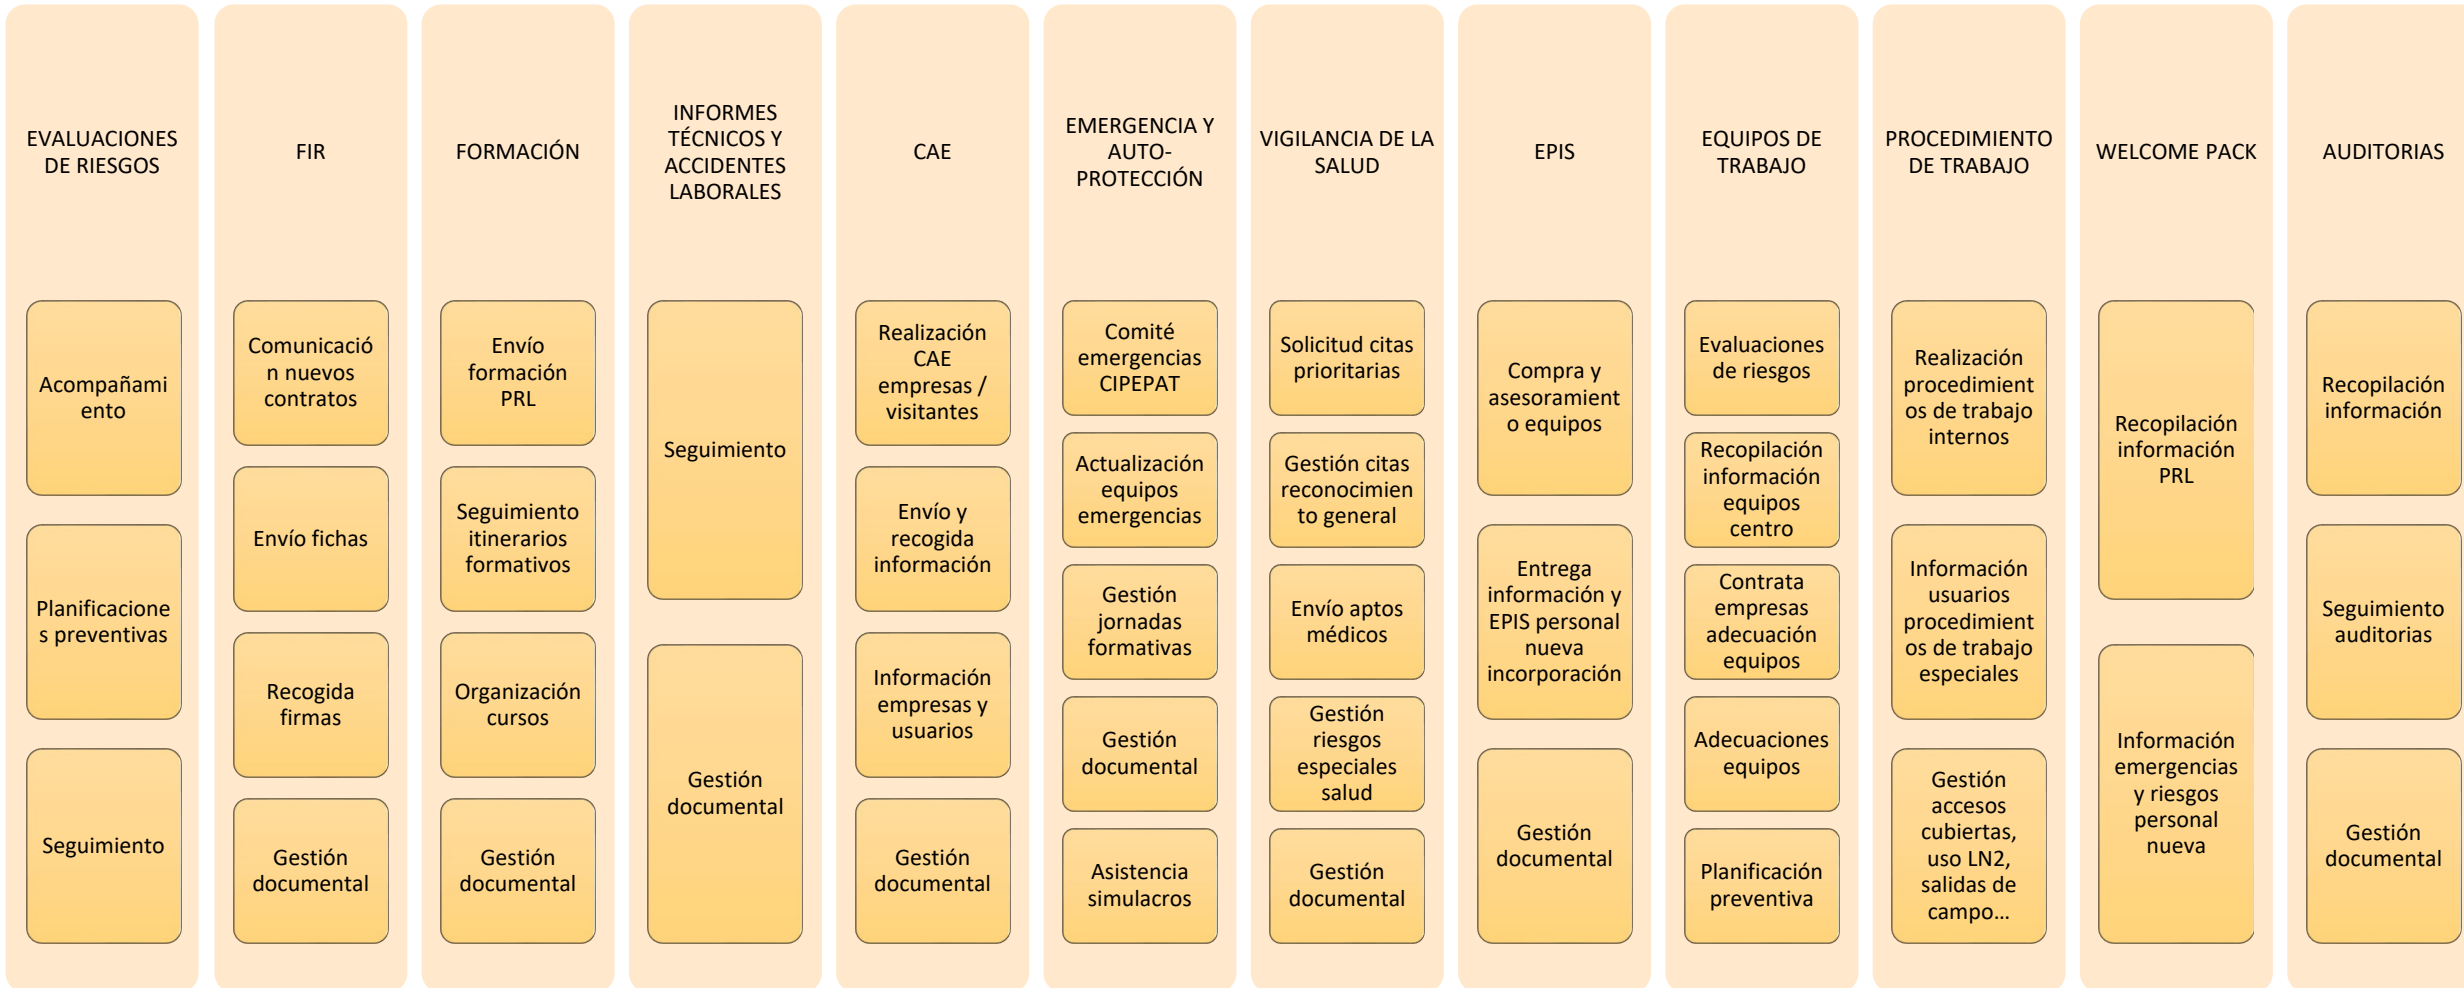 EVALUACIONES
DE RIESGOS
Acompañami
ento
Planificacione
s preventivas
Seguimiento
FIR
Comunicació
n nuevos
contratos
Envío fichas
Recogida
firmas
Gestión
documental
FORMACIÓN
Envío
formación
PRL
Seguimiento
itinerarios
formativos
Organización
cursos
Gestión
documental
INFORMES
TÉCNICOS Y
ACCIDENTES
LABORALES
Seguimiento
Gestión
documental
CAE
Realización
CAE
empresas /
visitantes
Envío y
recogida
información
Información
empresas y
usuarios
Gestión
documental
EMERGENCIA Y
AUTO-
PROTECCIÓN
Comité
emergencias
CIPEPAT
Actualización
equipos
emergencias
Gestión
jornadas
formativas
Gestión
documental
Asistencia
simulacros
VIGILANCIA DE LA
SALUD
Solicitud citas
prioritarias
Gestión citas
reconocimien
to general
Envío aptos
médicos
Gestión
riesgos
especiales
salud
Gestión
documental
EPIS
Compra y
asesoramient
o equipos
Entrega
información y
EPIS personal
nueva
incorporación
Gestión
documental
EQUIPOS DE
TRABAJO
Evaluaciones
de riesgos
Recopilación
información
equipos
centro
Contrata
empresas
adecuación
equipos
Adecuaciones
equipos
Planificación
preventiva
PROCEDIMIENTO
DE TRABAJO
Realización
procedimient
os de trabajo
internos
Información
usuarios
procedimient
os de trabajo
especiales
Gestión
accesos
cubiertas,
uso LN2,
salidas de
campo…
WELCOME PACK
Recopilación
información
PRL
Información
emergencias
y riesgos
personal
nueva
AUDITORIAS
Recopilación
información
Seguimiento
auditorias
Gestión
documental